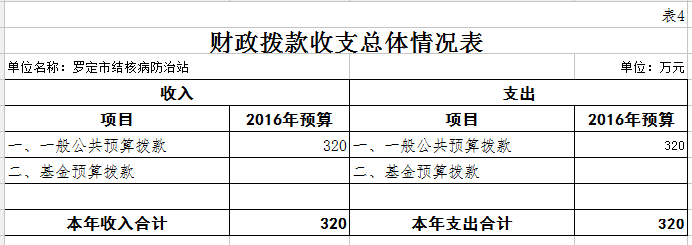 表4
财政拨款收支总体情况表
单位名称：罗定市结核病防治站 单位：万元
收入 支出
项目 2016年预算 项目 2016年预算
一、一般公共预算拨款 320 一、一般公共预算拨款 320
二、基金预算拨款 二、基金预算拨款
本年收入合计 320 本年支出合计 320